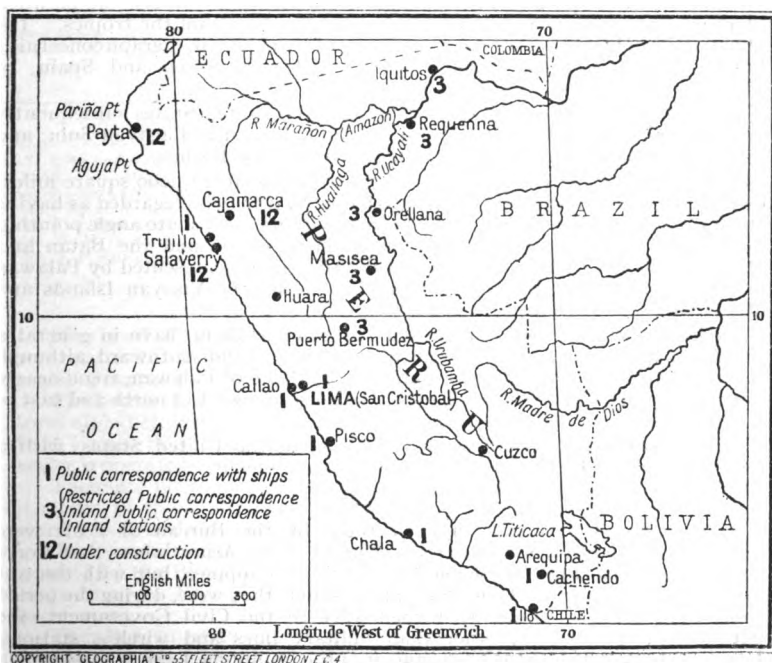 80
70
ECUADOR
COLOMBIA
Iquitos
3
Pariña Pt
R. Marañon
(Amazon)
Requenna
3
Payta
12
R. Ucayali
Aguja Pt
R. Huallaga
Cajamarca
12
3
Orellana
BRAZIL
1
Trujillo
Salaverry
12
PERU
Masisea
3
Huara
10
10
3
Puerto Bermudez
R. Urubamba
PACIFIC
OCEAN
Callao
1
1
LIMA (San Cristobal)
R. Madre de Dios
1
Pisco
Cuzco
1 Public correspondence with ships
3 {Restricted Public correspondence
Inland Public correspondence
Inland stations
12 Under construction
English Miles
0 100 200 300
Chala
1
L. Titicaca
BOLIVIA
Arequipa
1
Cachendo
1
Ilo
CHILE
Longitude West of Greenwich
80
70
COPYRIGHT "GEOGRAPHIA" LTD 55 FLEET STREET LONDON E.C.4